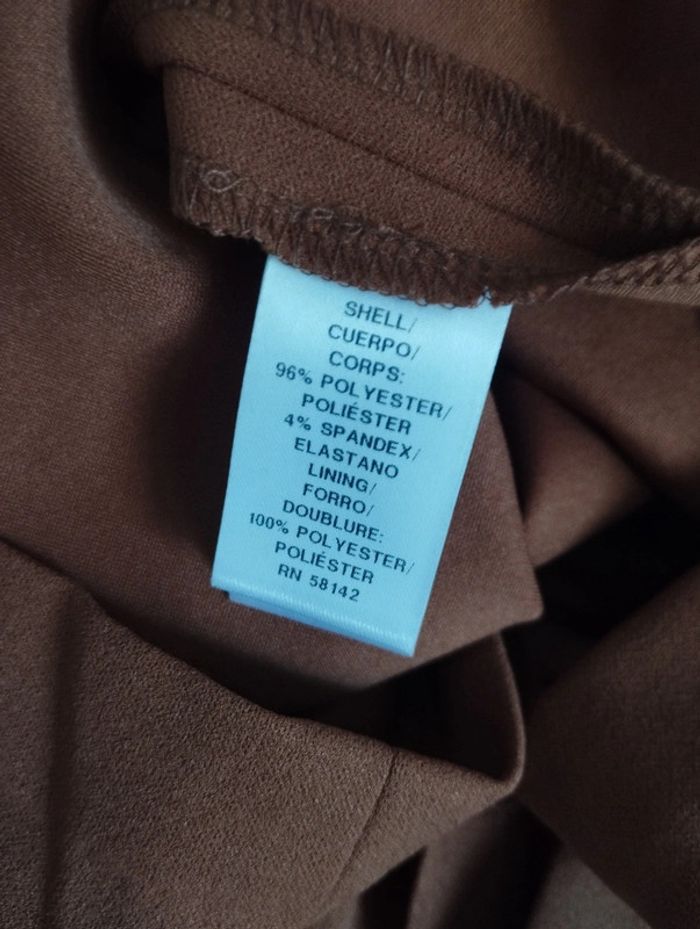 SHELL/
CUERPO/
CORPS:
96% POLYESTER/
POLIÉSTER
4% SPANDEX/
ELASTANO
LINING/
FORRO/
DOUBLURE:
100% POLYESTER/
POLIÉSTER
RN 58142